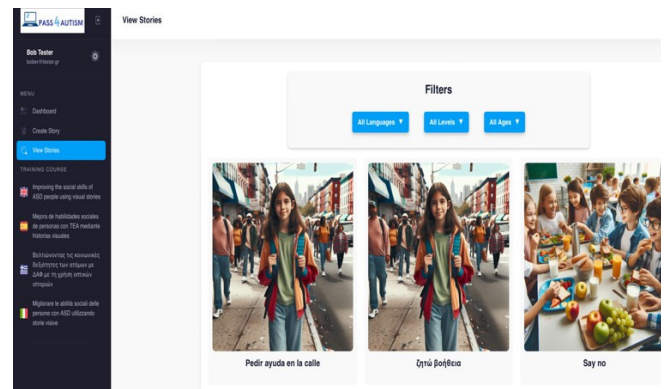 PASS 4 AUTISM
View Stories
Bob Tester
tester@tester.gr
MENU
Dashboard
Create Story
View Stories
TRAINING COURSE
Improving the social skills of
ASD people using visual stories
Mejora de habilidades sociales
de personas con TEA mediante
historias visuales
Βελτιώνοντας τις κοινωνικές
δεξιότητες των ατόμων με
ΔΑΦ με τη χρήση οπτικών
ιστοριών
Migliorare le abilità sociali delle
persone con ASD utilizzando
storie visive
Filters
All Languages
All Levels
All Ages
Pedir ayuda en la calle
ζητώ βοήθεια
Say no